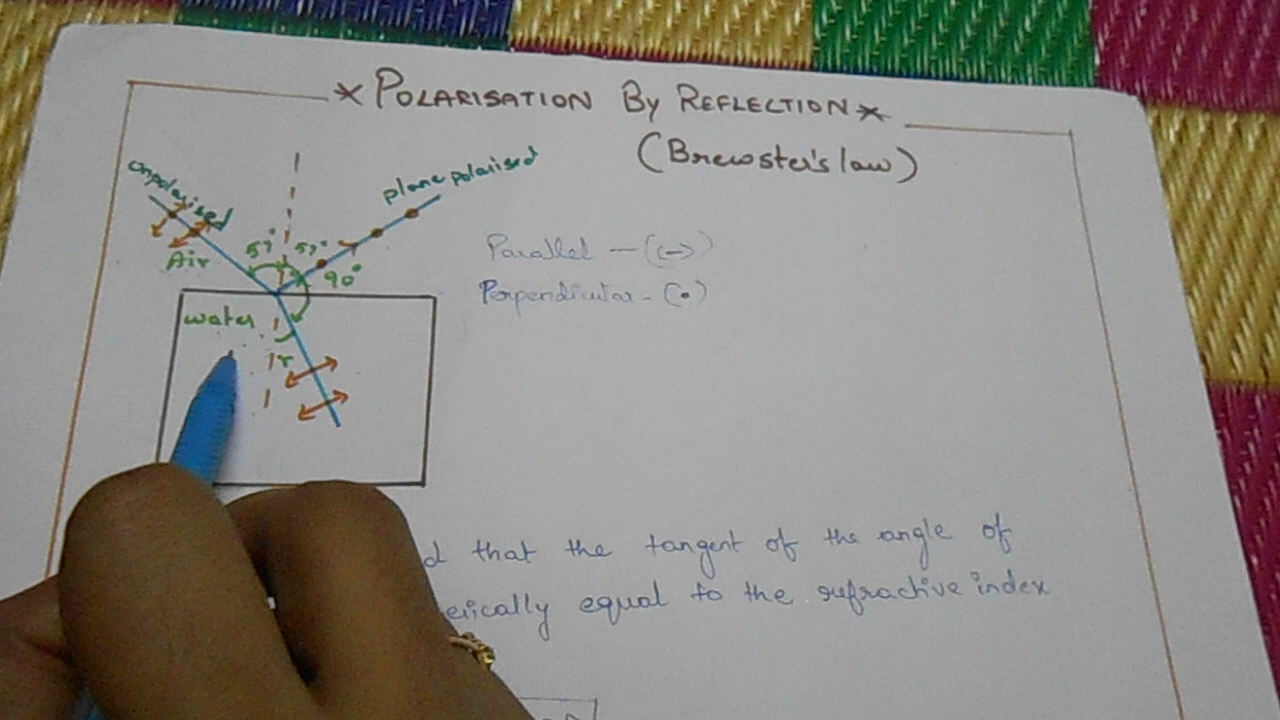 * POLARISATION By REFLECTION *
(Brewster's law)
unpolarised
plane polarised
57° 57°
Air
90°
Parallel – (↔)
Perpendicular - (•)
water
r
d that the tangent of the angle of
erically equal to the refractive index